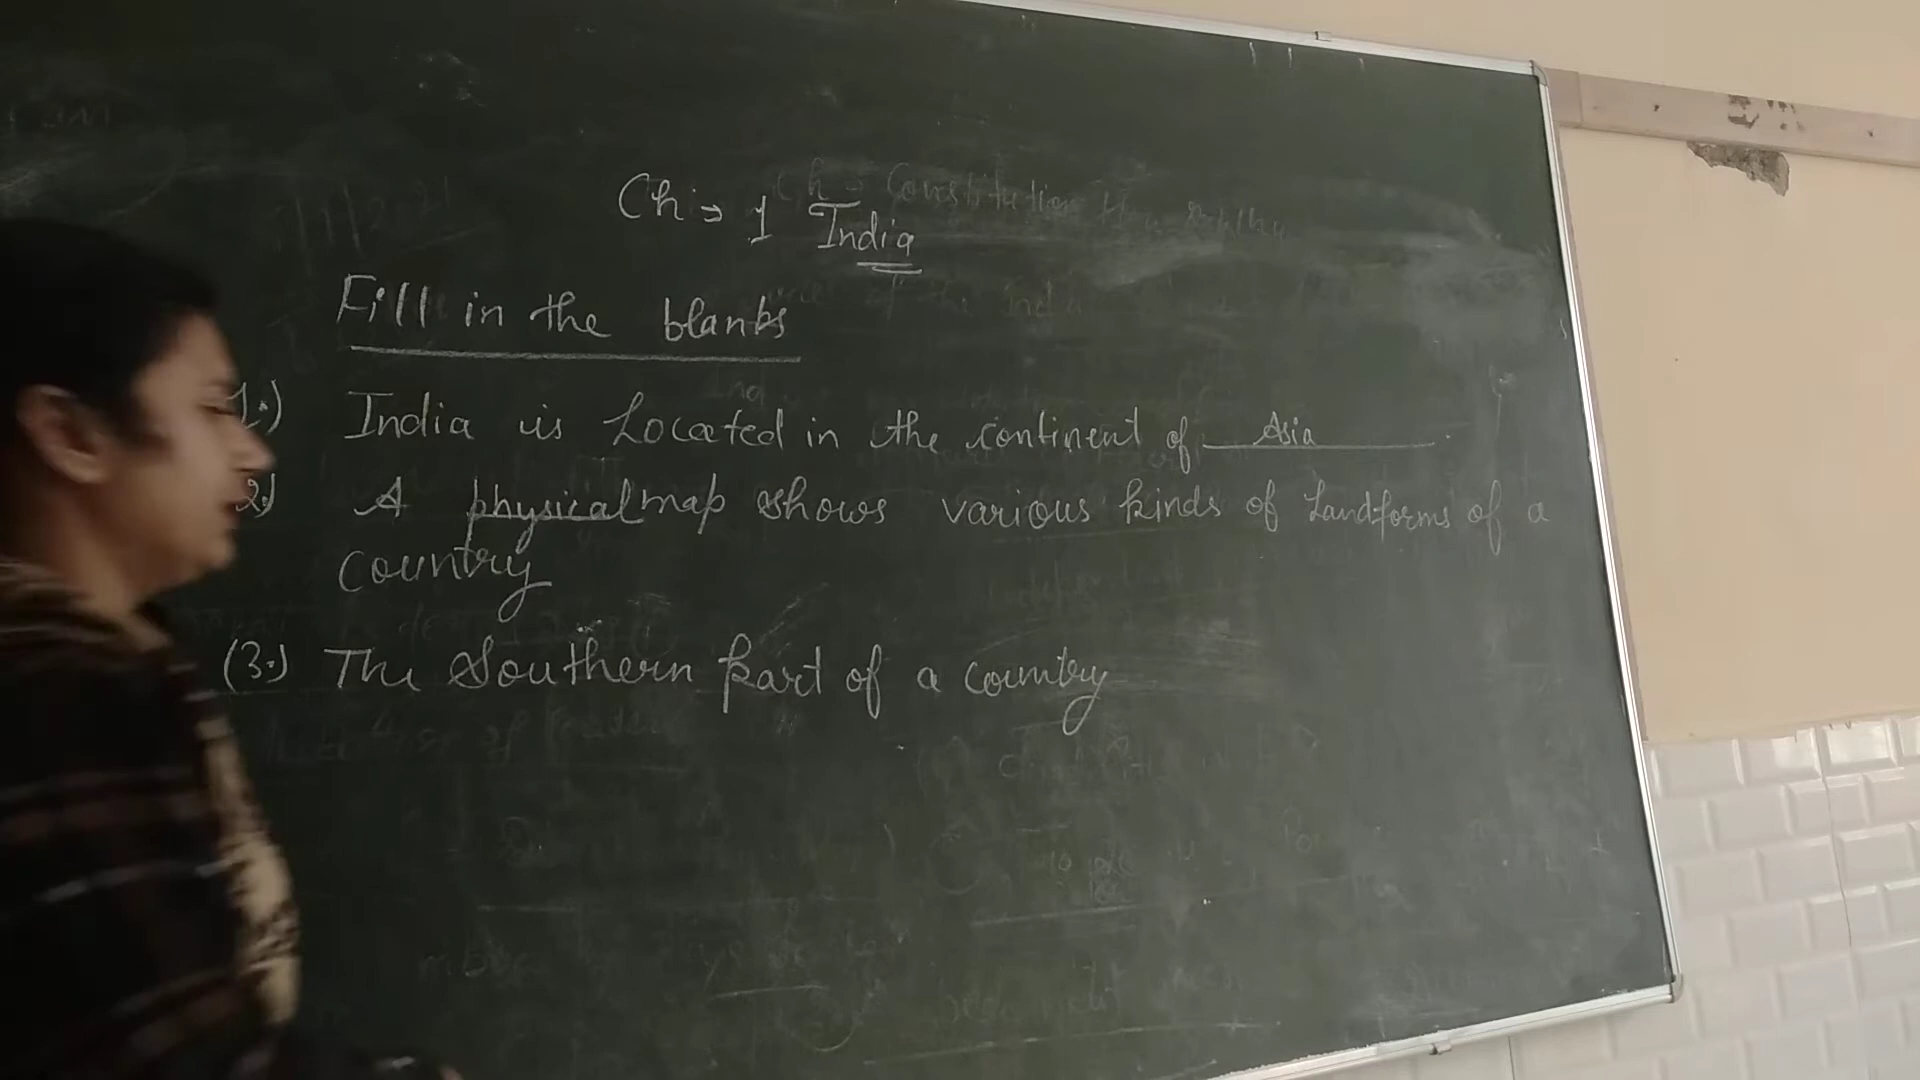 Ch → 1 India
Fill in the blanks
1.) India is Located in the continent of Asia.
2.) A physical map shows various kinds of Landforms of a
country
(3.) The Southern part of a country